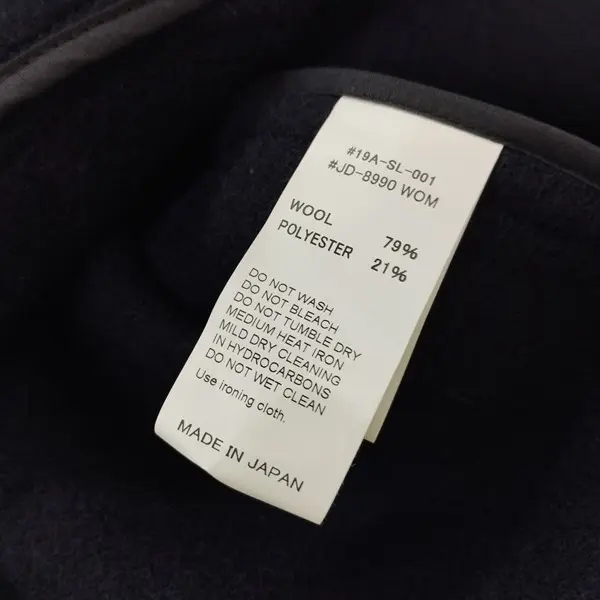 #19A-SL-001
#JD-8990 WOM
WOOL 79%
POLYESTER 21%
DO NOT WASH
DO NOT BLEACH
DO NOT TUMBLE DRY
MEDIUM HEAT IRON
MILD DRY CLEANING
IN HYDROCARBONS
DO NOT WET CLEAN
Use ironing cloth.
MADE IN JAPAN